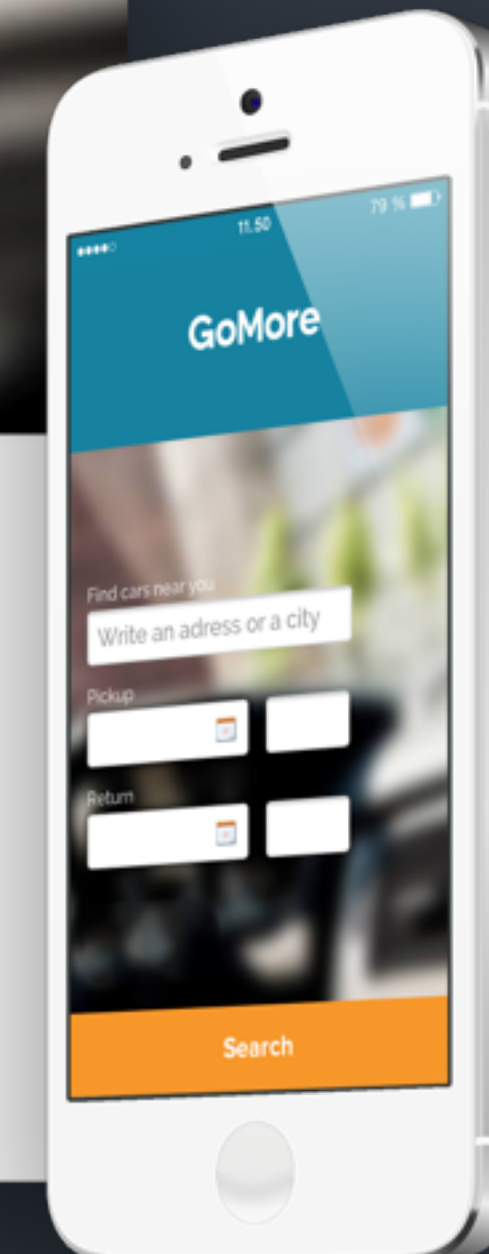 11.50
79 %
GoMore
Find cars near you
Write an adress or a city
Pickup
Return
Search